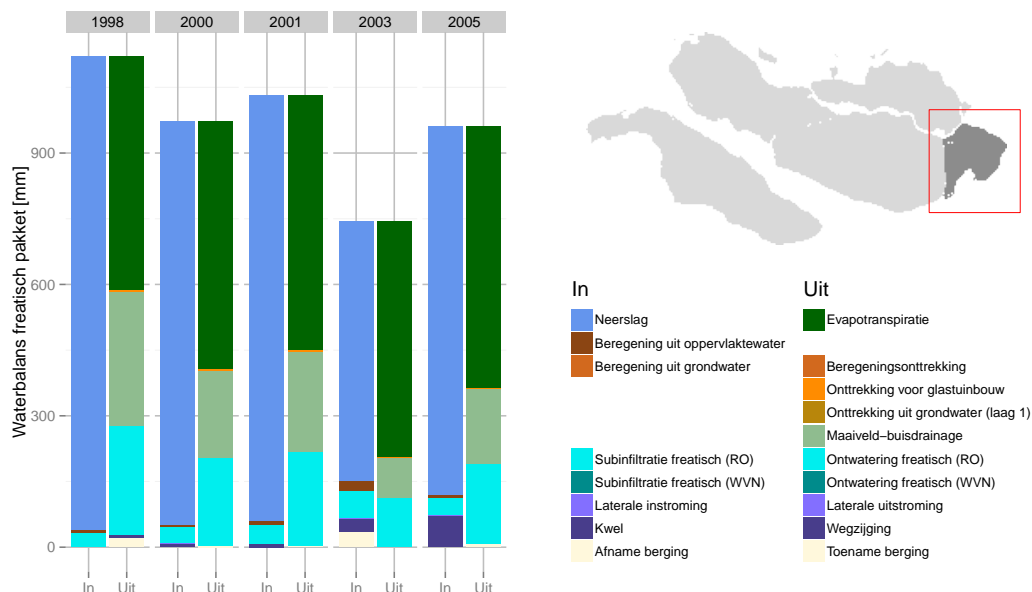 1998 2000 2001 2003 2005
Waterbalans freatisch pakket [mm]
900
600
300
0
In Uit In Uit In Uit In Uit In Uit
In
Neerslag
Beregening uit oppervlaktewater
Beregening uit grondwater
Subinfiltratie freatisch (RO)
Subinfiltratie freatisch (WVN)
Laterale instroming
Kwel
Afname berging
Uit
Evapotranspiratie
Beregeningsonttrekking
Onttrekking voor glastuinbouw
Onttrekking uit grondwater (laag 1)
Maaiveld−buisdrainage
Ontwatering freatisch (RO)
Ontwatering freatisch (WVN)
Laterale uitstroming
Wegzijging
Toename berging